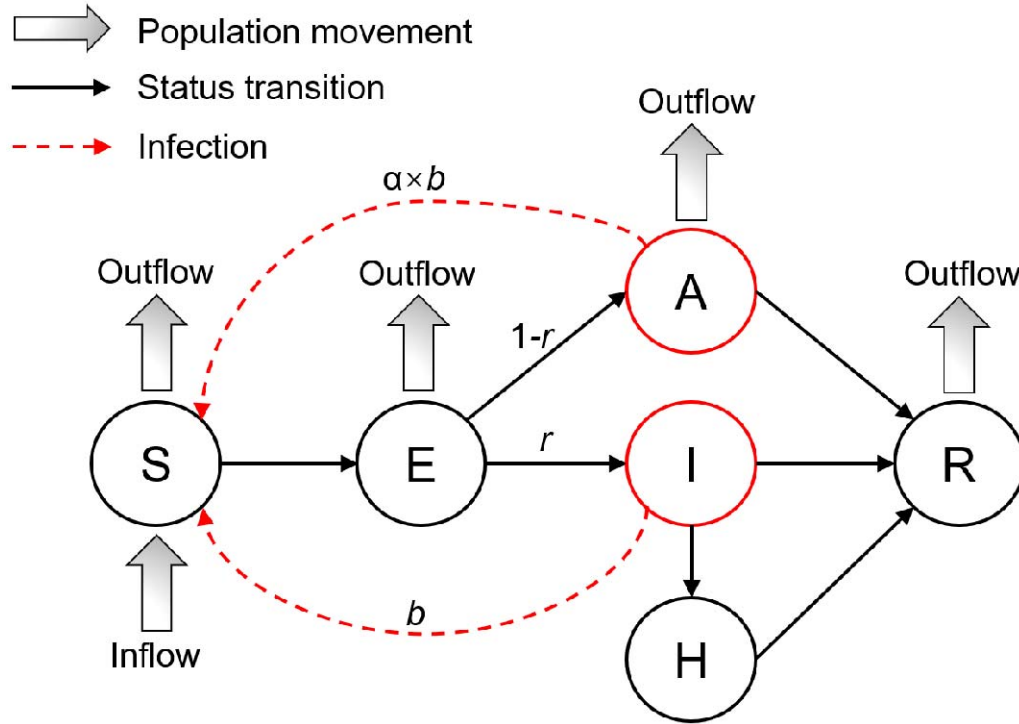 Population movement
Status transition
Infection
Outflow
α×b
A
Outflow
Outflow
Outflow
1-r
S
E
r
I
R
b
Inflow
H